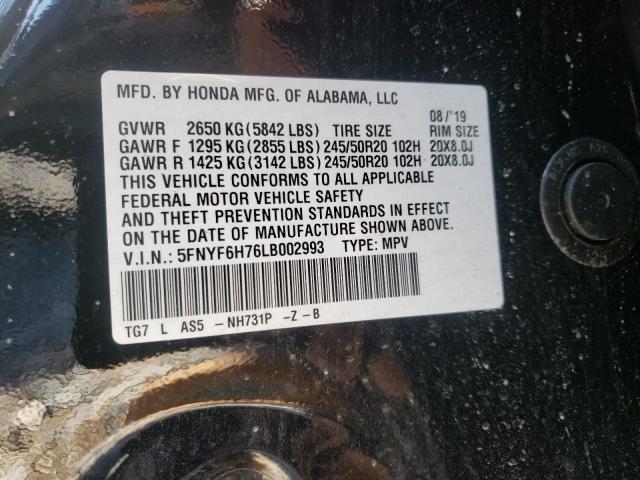 MFD. BY HONDA MFG. OF ALABAMA, LLC
08/'19
GVWR 2650 KG (5842 LBS) TIRE SIZE RIM SIZE
GAWR F 1295 KG (2855 LBS) 245/50R20 102H 20X8.0J
GAWR R 1425 KG (3142 LBS) 245/50R20 102H 20X8.0J
THIS VEHICLE CONFORMS TO ALL APPLICABLE
FEDERAL MOTOR VEHICLE SAFETY
AND THEFT PREVENTION STANDARDS IN EFFECT
ON THE DATE OF MANUFACTURE SHOWN ABOVE.
V.I.N.: 5FNYF6H76LB002993 TYPE: MPV
TG7 L AS5 -NH731P -Z -B